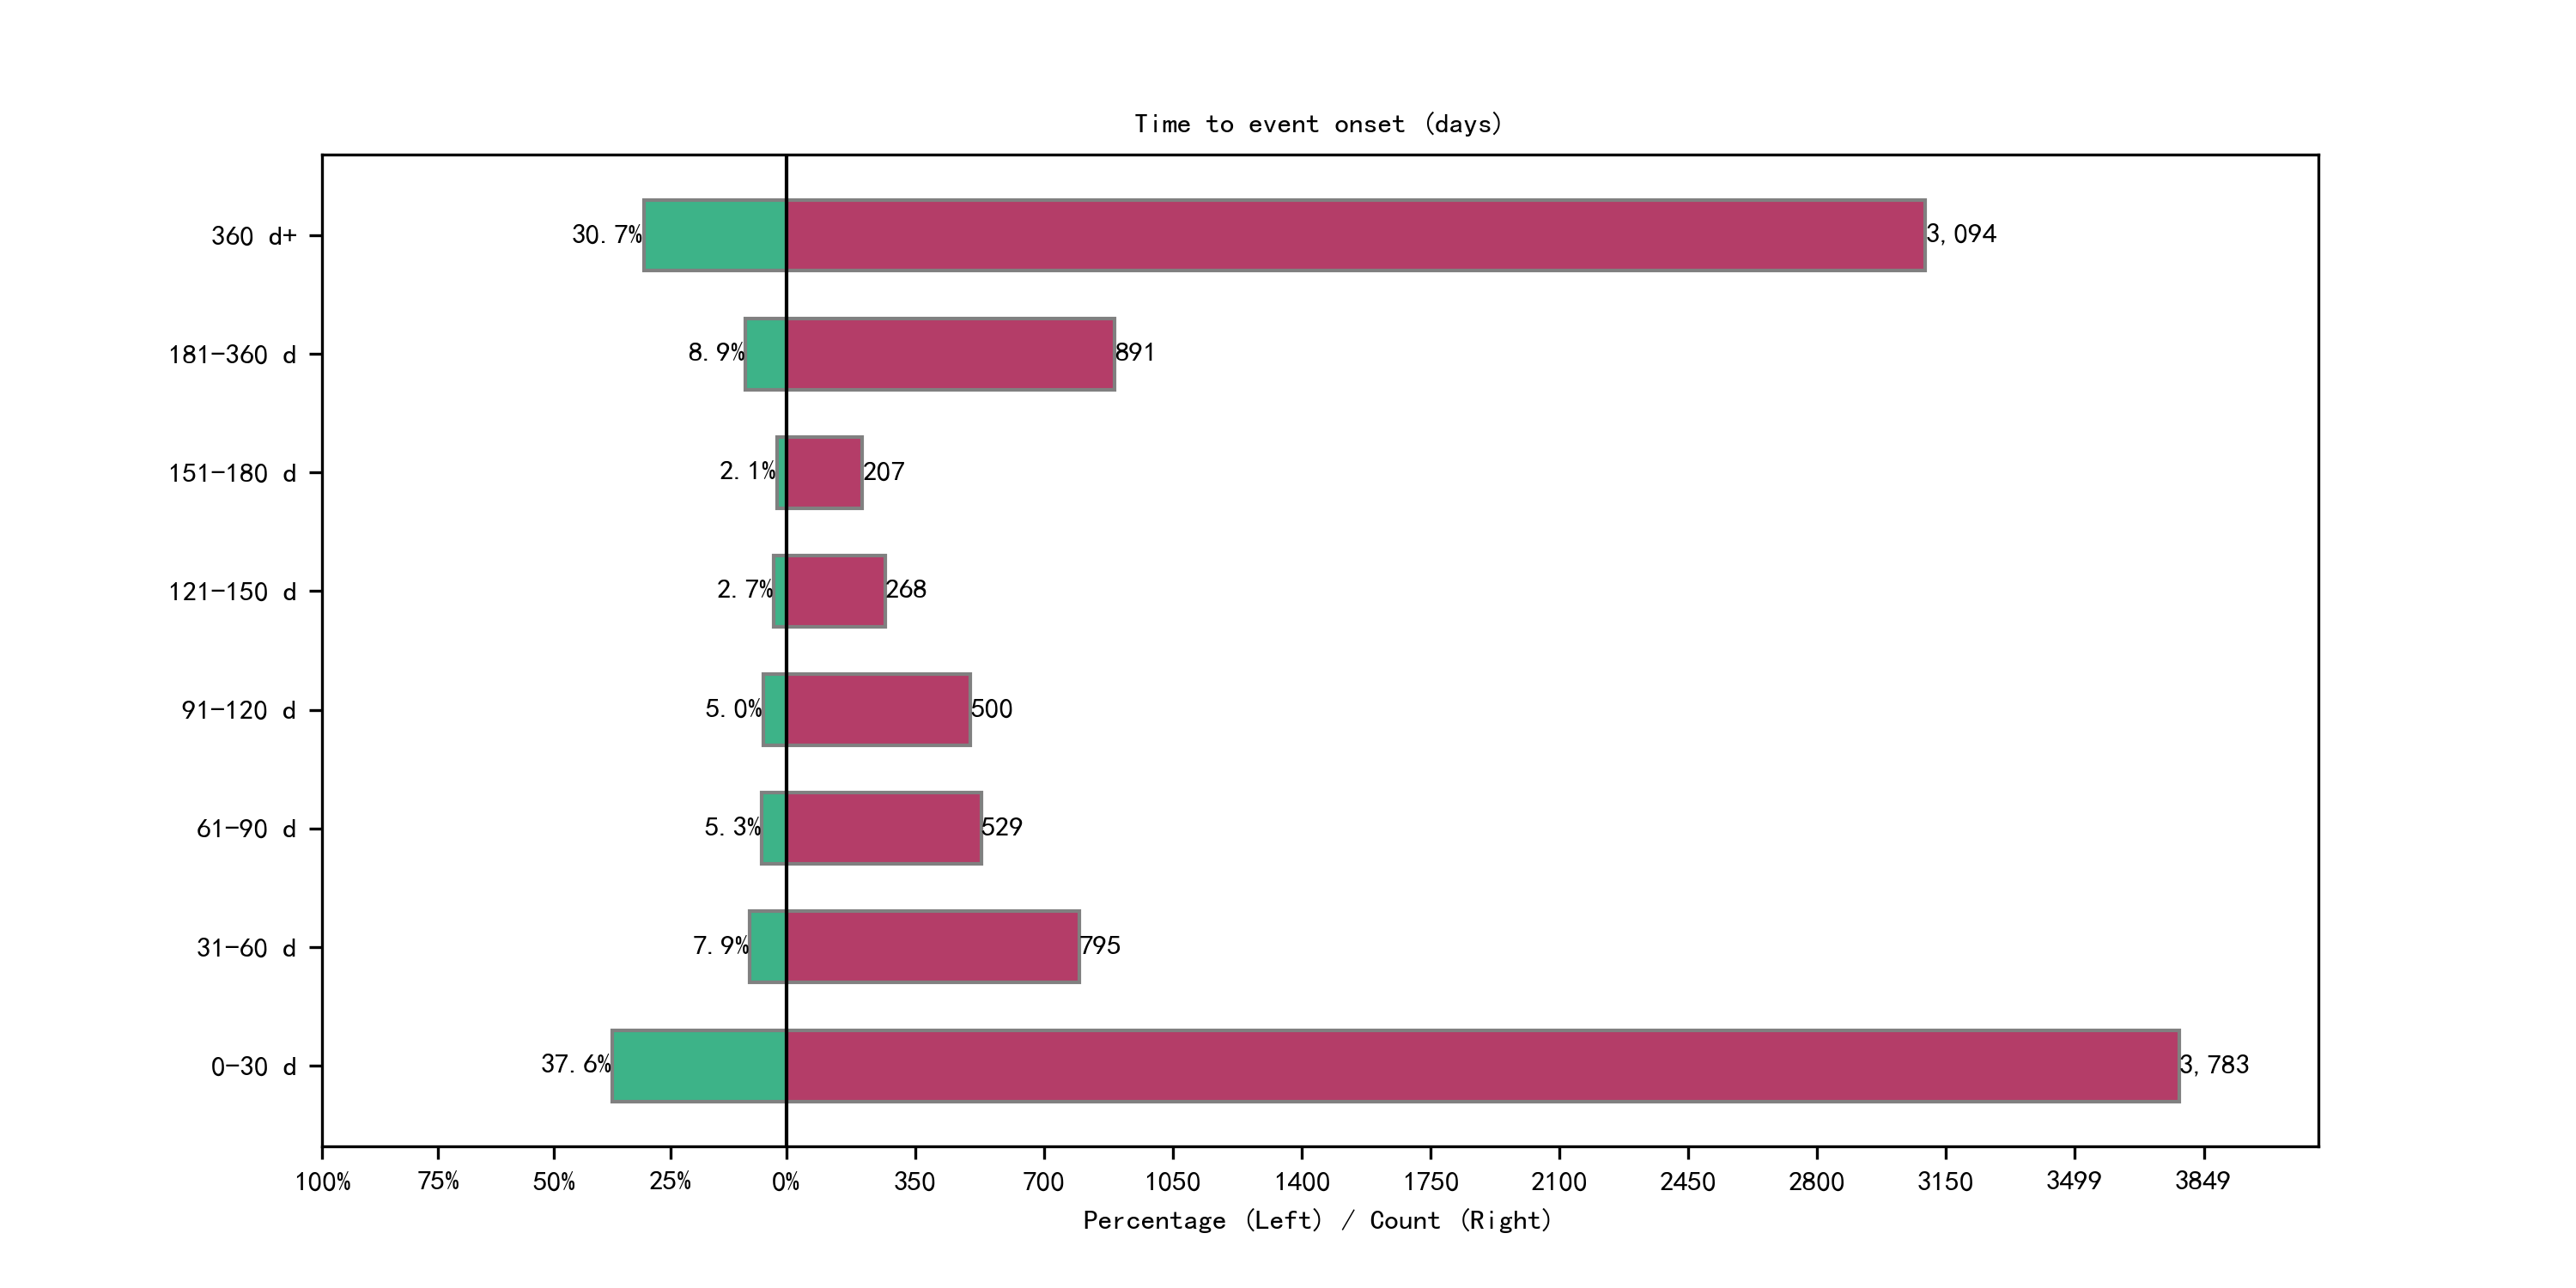 Time to event onset (days)
360 d+ 30.7% 3,094
181-360 d 8.9% 891
151-180 d 2.1% 207
121-150 d 2.7% 268
91-120 d 5.0% 500
61-90 d 5.3% 529
31-60 d 7.9% 795
0-30 d 37.6% 3,783
100% 75% 50% 25% 0% 350 700 1050 1400 1750 2100 2450 2800 3150 3499 3849
Percentage (Left) / Count (Right)